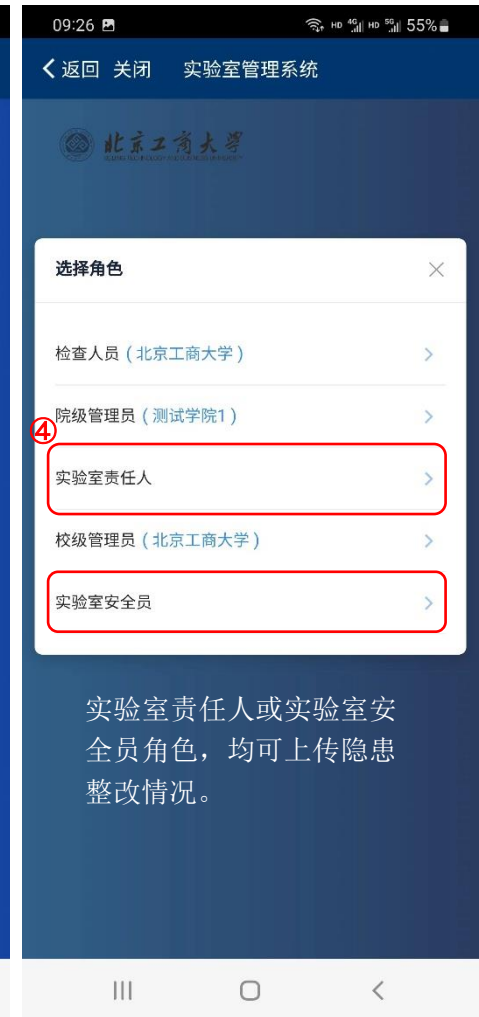 09:26 HD 4G HD 5G 55%
返回 关闭 实验室管理系统
北京工商大学
选择角色
检查人员 ( 北京工商大学 )
院级管理员 ( 测试学院1 )
④
实验室责任人
校级管理员 ( 北京工商大学 )
实验室安全员
实验室责任人或实验室安
全员角色，均可上传隐患
整改情况。